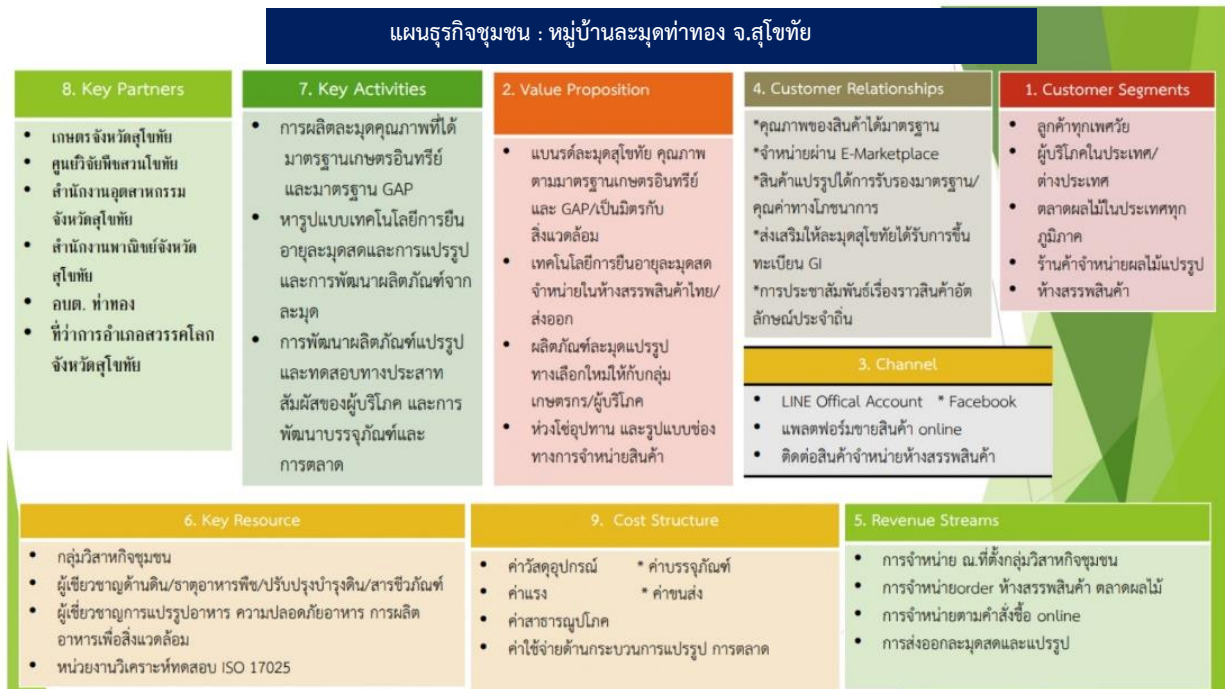 แผนธุรกิจชุมชน : หมู่บ้านละมุดท่าทอง จ.สุโขทัย
8. Key Partners
• เกษตรจังหวัดสุโขทัย
• ศูนย์วิจัยพืชสวนโขทัย
• สำนักงานอุตสาหกรรม
จังหวัดสุโขทัย
• สำนักงานพาณิชย์จังหวัด
สุโขทัย
• อบต. ท่าทอง
• ที่ว่าการอำเภอสวรรคโลก
จังหวัดสุโขทัย
7. Key Activities
• การผลิตละมุดคุณภาพที่ได้
มาตรฐานเกษตรอินทรีย์
และมาตรฐาน GAP
• หารูปแบบเทคโนโลยีการยืน
อายุละมุดสดและการแปรรูป
และการพัฒนาผลิตภัณฑ์จาก
ละมุด
• การพัฒนาผลิตภัณฑ์แปรรูป
และทดสอบทางประสาท
สัมผัสของผู้บริโภค และการ
พัฒนาบรรจุภัณฑ์และ
การตลาด
2. Value Proposition
• แบนรด์ละมุดสุโขทัย คุณภาพ
ตามมาตรฐานเกษตรอินทรีย์
และ GAP/เป็นมิตรกับ
สิ่งแวดล้อม
• เทคโนโลยีการยืนอายุละมุดสด
จำหน่ายในห้างสรรพสินค้าไทย/
ส่งออก
• ผลิตภัณฑ์ละมุดแปรรูป
ทางเลือกใหม่ให้กับกลุ่ม
เกษตรกร/ผู้บริโภค
• ห่วงโซ่อุปทาน และรูปแบบช่อง
ทางการจำหน่ายสินค้า
4. Customer Relationships
*คุณภาพของสินค้าได้มาตรฐาน
*จำหน่ายผ่าน E-Marketplace
*สินค้าแปรรูปได้การรับรองมาตรฐาน/
คุณค่าทางโภชนาการ
*ส่งเสริมให้ละมุดสุโขทัยได้รับการขึ้น
ทะเบียน GI
*การประชาสัมพันธ์เรื่องราวสินค้าอัต
ลักษณ์ประจำถิ่น
1. Customer Segments
• ลูกค้าทุกเพศวัย
• ผู้บริโภคในประเทศ/
ต่างประเทศ
• ตลาดผลไม้ในประเทศทุก
ภูมิภาค
• ร้านค้าจำหน่ายผลไม้แปรรูป
• ห้างสรรพสินค้า
3. Channel
• LINE Offical Account * Facebook
• แพลตฟอร์มขายสินค้า online
• ติดต่อสินค้าจำหน่ายห้างสรรพสินค้า
6. Key Resource
• กลุ่มวิสาหกิจชุมชน
• ผู้เชียวชาญด้านดิน/ธาตุอาหารพืช/ปรับปรุงบำรุงดิน/สารชีวภัณฑ์
• ผู้เชี่ยวชาญการแปรรูปอาหาร ความปลอดภัยอาหาร การผลิต
อาหารเพื่อสิ่งแวดล้อม
• หน่วยงานวิเคราะห์ทดสอบ ISO 17025
9. Cost Structure
• ค่าวัสดุอุปกรณ์ * ค่าบรรจุภัณฑ์
• ค่าแรง * ค่าขนส่ง
• ค่าสาธารณูปโภค
• ค่าใช้จ่ายด้านกระบวนการแปรรูป การตลาด
5. Revenue Streams
• การจำหน่าย ณ.ที่ตั้งกลุ่มวิสาหกิจชุมชน
• การจำหน่ายorder ห้างสรรพสินค้า ตลาดผลไม้
• การจำหน่ายตามคำสั่งซื้อ online
• การส่งออกละมุดสดและแปรรูป